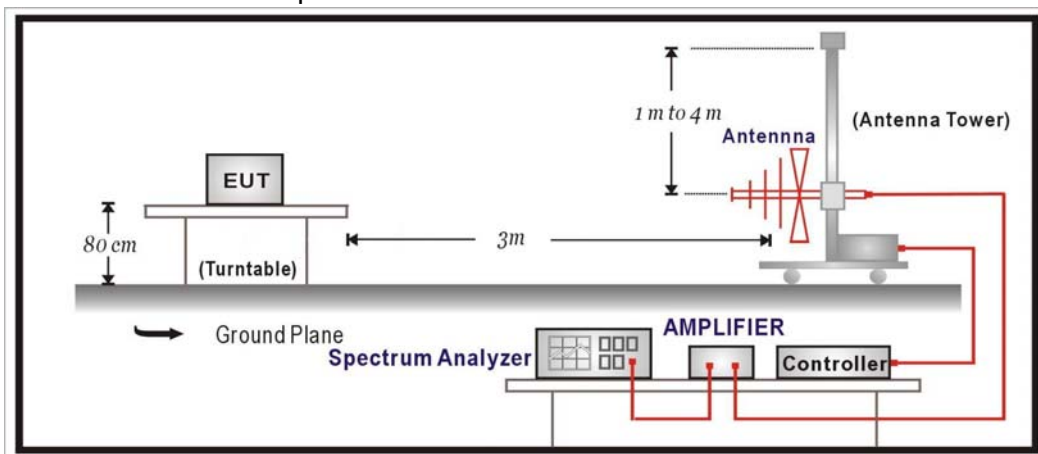 1 m to 4 m
(Antenna Tower)
Antennna
EUT
80 cm
3m
(Turntable)
Ground Plane
AMPLIFIER
Spectrum Analyzer
Controller